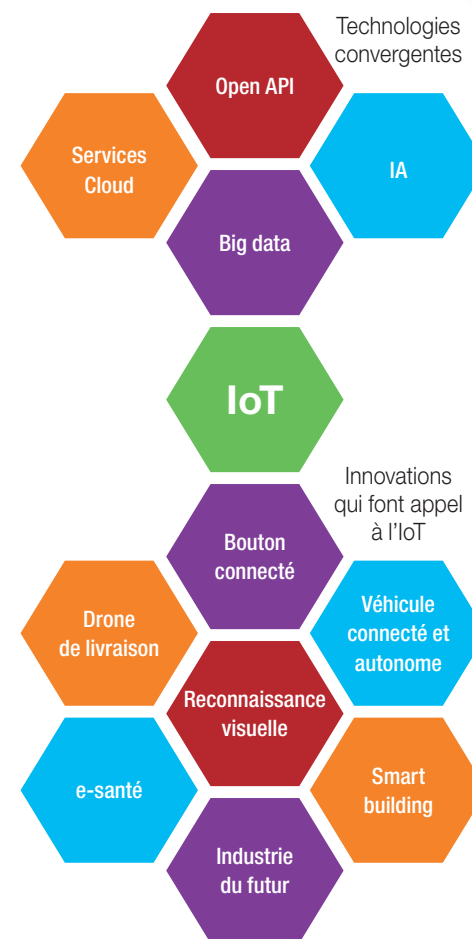 Technologies
convergentes
Open API
Services
Cloud
IA
Big data
IoT
Innovations
qui font appel
à l’IoT
Bouton
connecté
Drone
de livraison
Véhicule
connecté et
autonome
Reconnaissance
visuelle
e-santé
Smart
building
Industrie
du futur